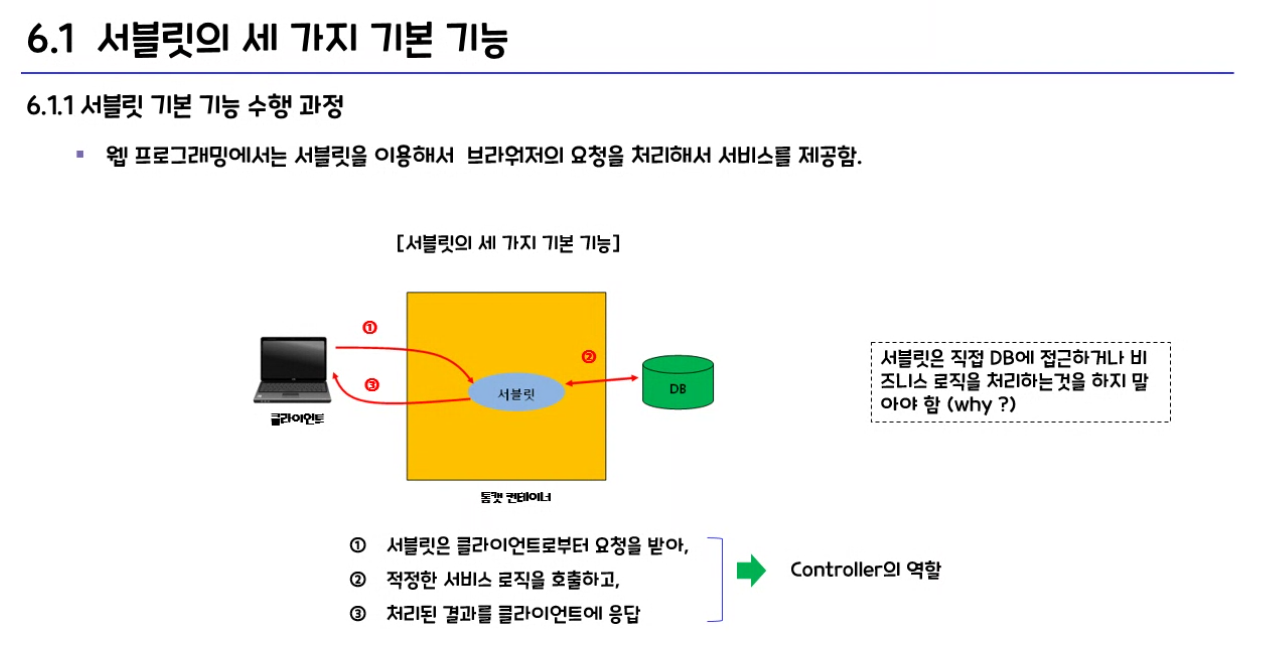 6.1 서블릿의 세 가지 기본 기능
6.1.1 서블릿 기본 기능 수행 과정
▪ 웹 프로그래밍에서는 서블릿을 이용해서 브라워저의 요청을 처리해서 서비스를 제공함.
[서블릿의 세 가지 기본 기능]
①
②
③
서블릿
DB
클라이언트
톰캣 컨테이너
서블릿은 직접 DB에 접근하거나 비
즈니스 로직을 처리하는것을 하지 말
아야 함 (why ?)
① 서블릿은 클라이언트로부터 요청을 받아,
② 적정한 서비스 로직을 호출하고,
③ 처리된 결과를 클라이언트에 응답
Controller의 역할